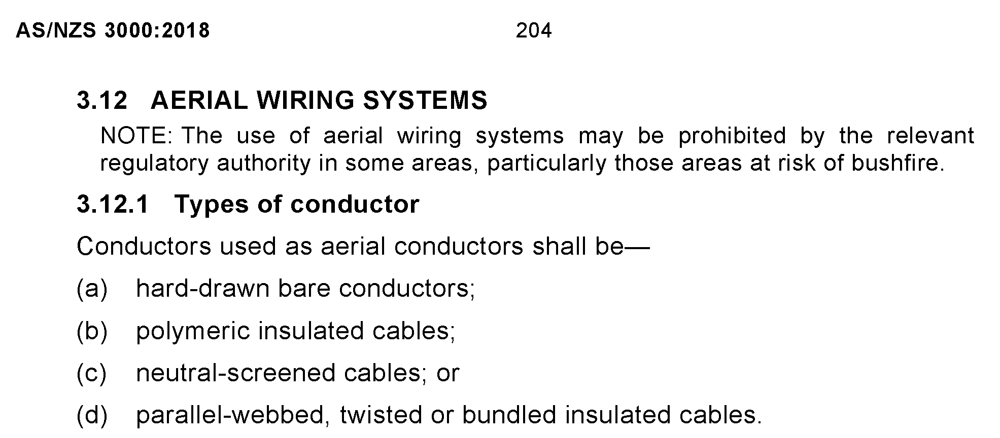 AS/NZS 3000:2018 204
3.12 AERIAL WIRING SYSTEMS
NOTE: The use of aerial wiring systems may be prohibited by the relevant
regulatory authority in some areas, particularly those areas at risk of bushfire.
3.12.1 Types of conductor
Conductors used as aerial conductors shall be—
(a) hard-drawn bare conductors;
(b) polymeric insulated cables;
(c) neutral-screened cables; or
(d) parallel-webbed, twisted or bundled insulated cables.